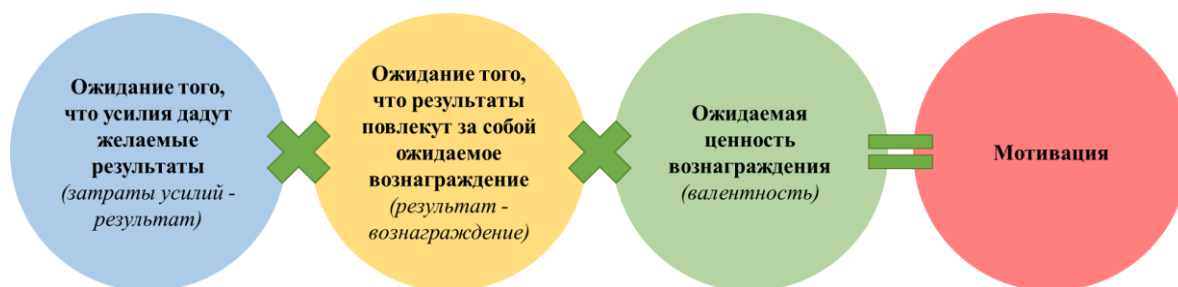 Ожидание того,
что усилия дадут
желаемые
результаты
(затраты усилий -
результат)
Ожидание того,
что результаты
повлекут за собой
ожидаемое
вознаграждение
(результат -
вознаграждение)
Ожидаемая
ценность
вознаграждения
(валентность)
Мотивация